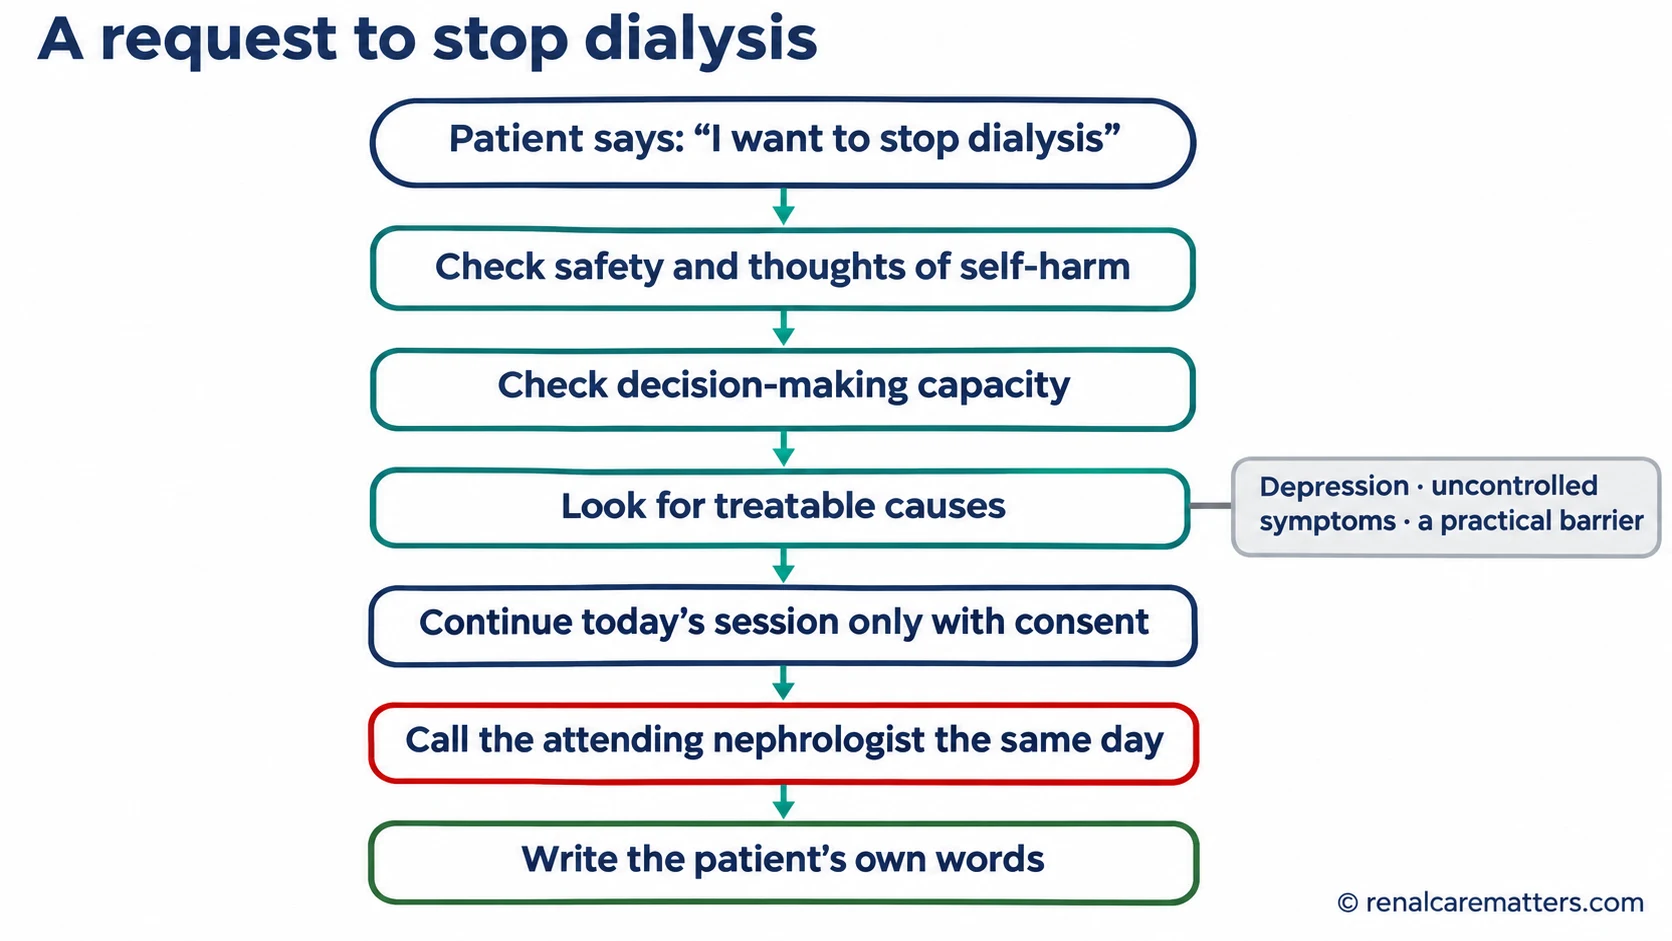 A request to stop dialysis
Patient says: “I want to stop dialysis”
Check safety and thoughts of self-harm
Check decision-making capacity
Look for treatable causes
Depression · uncontrolled
symptoms · a practical barrier
Continue today’s session only with consent
Call the attending nephrologist the same day
Write the patient’s own words
© renalcarematters.com